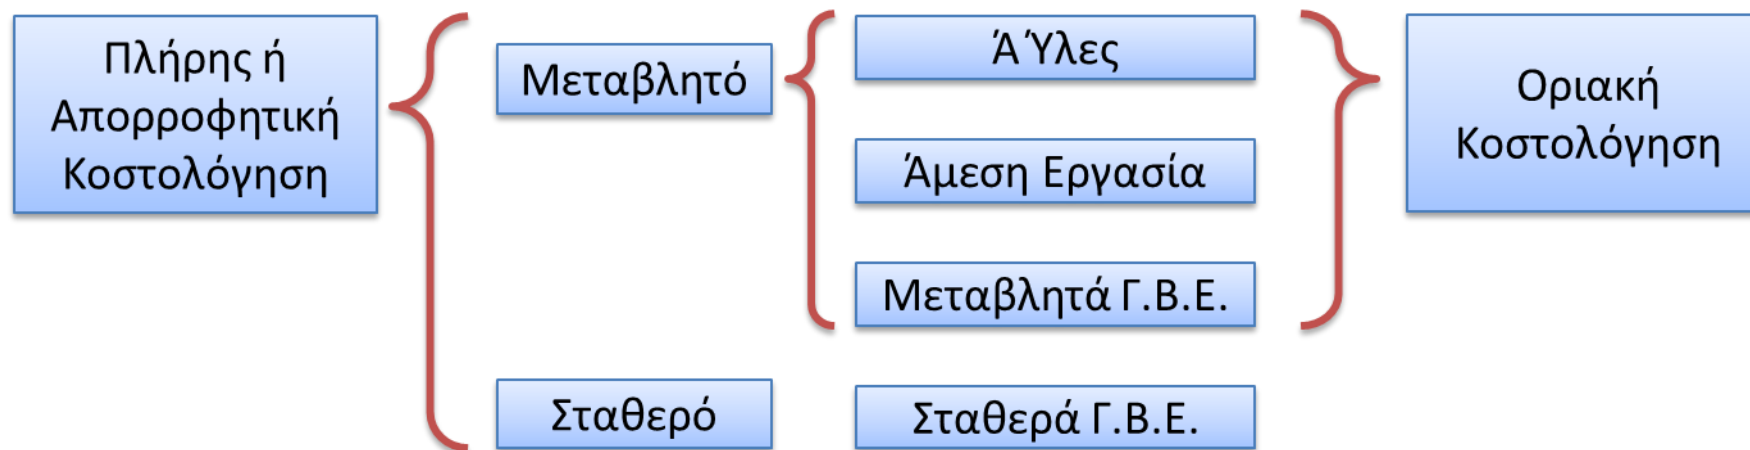 Πλήρης ή
Απορροφητική
Κοστολόγηση
Μεταβλητό
Σταθερό
Ά Ύλες
Άμεση Εργασία
Μεταβλητά Γ.Β.Ε.
Σταθερά Γ.Β.Ε.
Οριακή
Κοστολόγηση